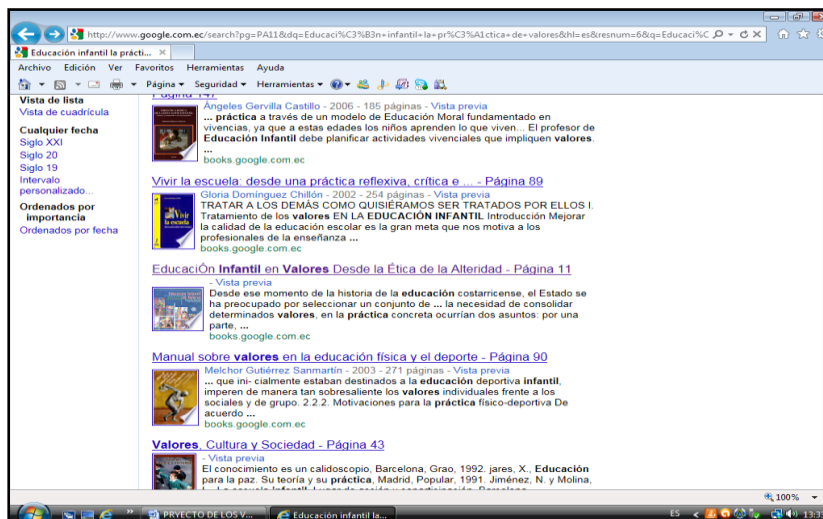 http://www.google.com.ec/search?pg=PA11&dq=Educaci%C3%B3n+infantil+la+pr%C3%A1ctica+de+valores&hl=es&resnum=6&q=Educaci%C
Educación infantil la prácti...
Archivo Edición Ver Favoritos Herramientas Ayuda
Página Seguridad Herramientas
Vista de lista
Vista de cuadrícula
Cualquier fecha
Siglo XXI
Siglo 20
Siglo 19
Intervalo
personalizado...
Ordenados por
importancia
Ordenados por fecha
Página 147
Ángeles Gervilla Castillo - 2006 - 185 páginas - Vista previa
... práctica a través de un modelo de Educación Moral fundamentado en
vivencias, ya que a estas edades los niños aprenden lo que viven... El profesor de
Educación Infantil debe planificar actividades vivenciales que impliquen valores.
...
books.google.com.ec
Vivir la escuela: desde una práctica reflexiva, crítica e ... - Página 89
Gloria Domínguez Chillón - 2002 - 254 páginas - Vista previa
TRATAR A LOS DEMÁS COMO QUISIÉRAMOS SER TRATADOS POR ELLOS I.
Tratamiento de los valores EN LA EDUCACIÓN INFANTIL Introducción Mejorar
la calidad de la educación escolar es la gran meta que nos motiva a los
profesionales de la enseñanza ...
books.google.com.ec
Vivir
la escuela
EducaciÓn Infantil en Valores Desde la Ética de la Alteridad - Página 11
- Vista previa
Desde ese momento de la historia de la educación costarricense, el Estado se
ha preocupado por seleccionar un conjunto de ... la necesidad de consolidar
determinados valores, en la práctica concreta ocurrían dos asuntos: por una
parte, ...
books.google.com.ec
Manual sobre valores en la educación física y el deporte - Página 90
Melchor Gutiérrez Sanmartín - 2003 - 271 páginas - Vista previa
... que ini- cialmente estaban destinados a la educación deportiva infantil,
imperen de manera tan sobresaliente los valores individuales frente a los
sociales y de grupo. 2.2.2. Motivaciones para la práctica físico-deportiva De
acuerdo ...
books.google.com.ec
Valores, Cultura y Sociedad - Página 43
- Vista previa
El conocimiento es un calidoscopio, Barcelona, Grao, 1992. jares, X., Educación
para la paz. Su teoría y su práctica, Madrid, Popular, 1991. Jiménez, N. y Molina,
100%
PRYECTO DE LOS V...
Educación infantil la...
ES
13:33